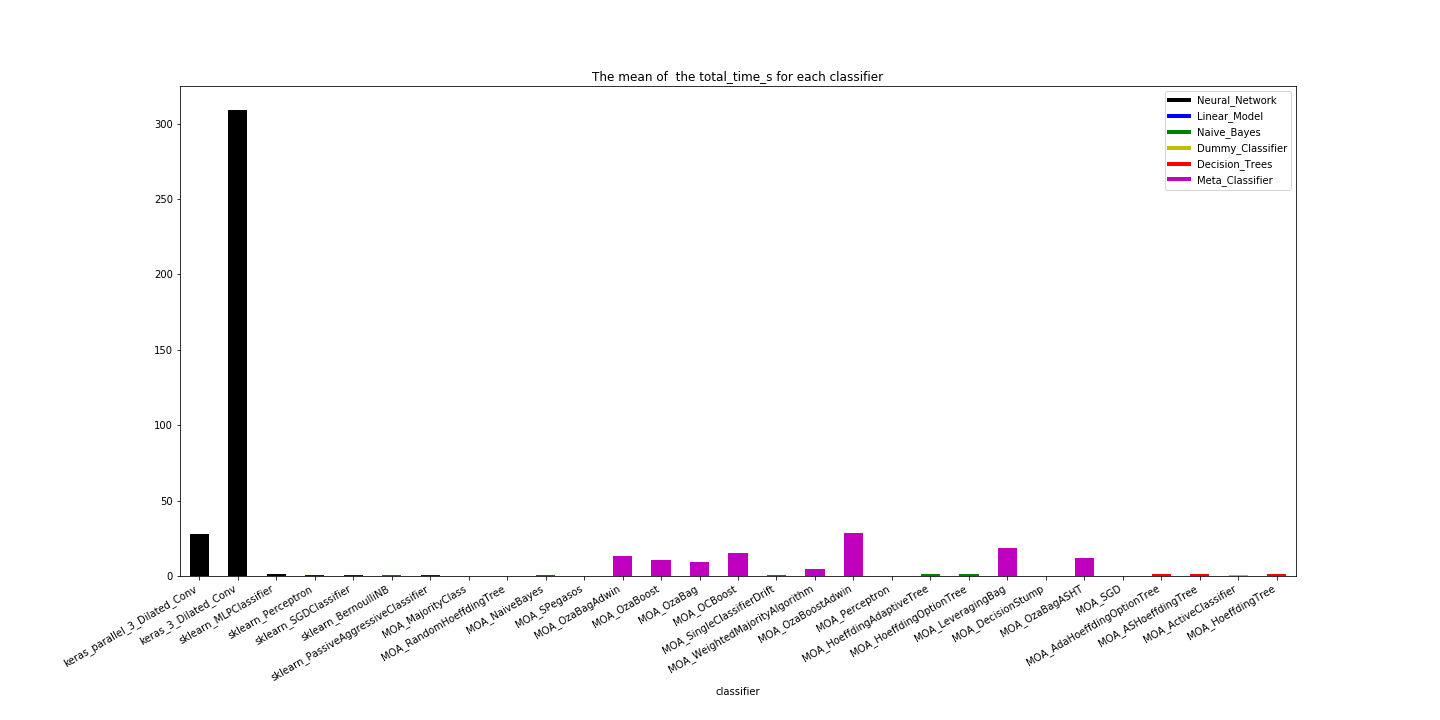 The mean of  the total_time_s for each classifier
Neural_Network
Linear_Model
Naive_Bayes
Dummy_Classifier
Decision_Trees
Meta_Classifier
300
250
200
150
100
50
0
keras_parallel_3_Dilated_Conv
keras_3_Dilated_Conv
sklearn_MLPClassifier
sklearn_Perceptron
sklearn_SGDClassifier
sklearn_BernoulliNB
sklearn_PassiveAggressiveClassifier
MOA_MajorityClass
MOA_RandomHoeffdingTree
MOA_NaiveBayes
MOA_SPegasos
MOA_OzaBagAdwin
MOA_OzaBoost
MOA_OzaBag
MOA_OCBoost
MOA_SingleClassifierDrift
MOA_WeightedMajorityAlgorithm
MOA_OzaBoostAdwin
MOA_Perceptron
MOA_HoeffdingAdaptiveTree
MOA_HoeffdingOptionTree
MOA_LeveragingBag
MOA_DecisionStump
MOA_OzaBagASHT
MOA_SGD
MOA_AdaHoeffdingOptionTree
MOA_ASHoeffdingTree
MOA_ActiveClassifier
MOA_HoeffdingTree
classifier